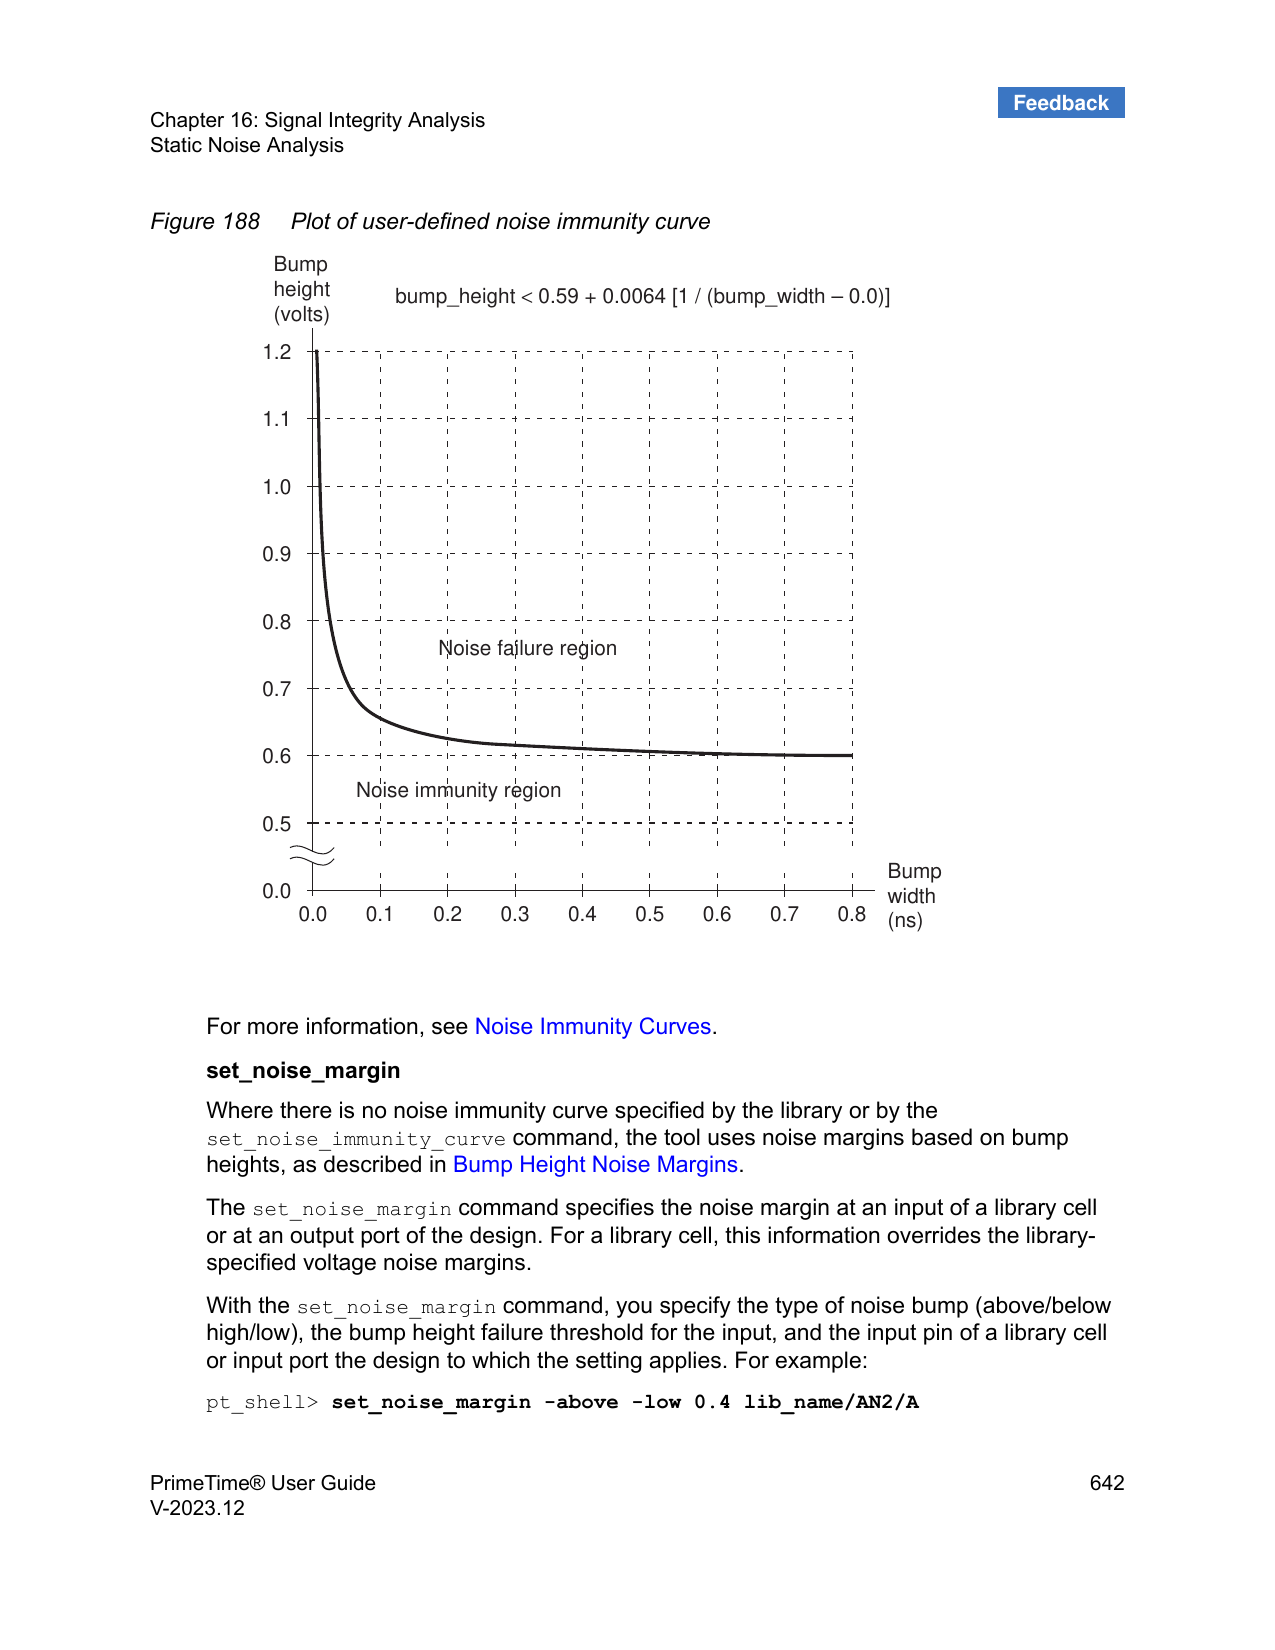 Feedback
Chapter 16: Signal Integrity Analysis
Static Noise Analysis
Figure 188 Plot of user-defined noise immunity curve
Bump
height
(volts)
bump_height < 0.59 + 0.0064 [1 / (bump_width – 0.0)]
1.2
1.1
1.0
0.9
0.8
Noise failure region
0.7
0.6
Noise immunity region
0.5
0.0
0.0 0.1 0.2 0.3 0.4 0.5 0.6 0.7 0.8
Bump
width
(ns)
For more information, see Noise Immunity Curves.
set_noise_margin
Where there is no noise immunity curve specified by the library or by the
set_noise_immunity_curve command, the tool uses noise margins based on bump
heights, as described in Bump Height Noise Margins.
The set_noise_margin command specifies the noise margin at an input of a library cell
or at an output port of the design. For a library cell, this information overrides the library-
specified voltage noise margins.
With the set_noise_margin command, you specify the type of noise bump (above/below
high/low), the bump height failure threshold for the input, and the input pin of a library cell
or input port the design to which the setting applies. For example:
pt_shell> set_noise_margin -above -low 0.4 lib_name/AN2/A
PrimeTime® User Guide 642
V-2023.12